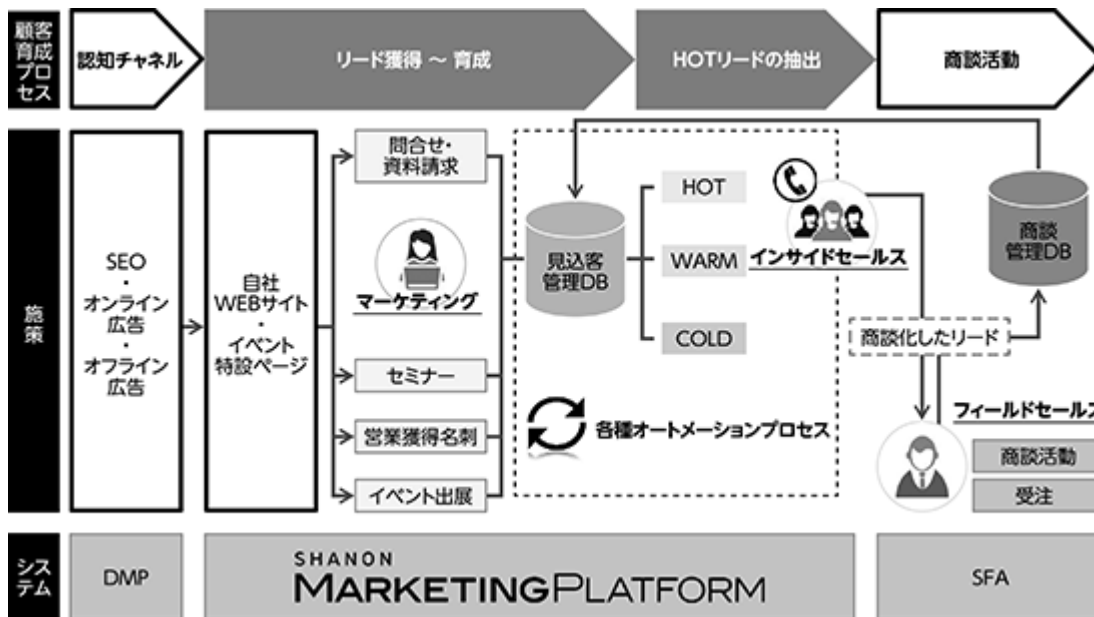 顧客
育成プロ
セス
認知チャネル
リード獲得 ～ 育成
HOTリードの抽出
商談活動
施策
SEO
・
オンライン
広告
・
オフライン
広告
自社
WEBサイト
・
イベント
特設ページ
問合せ・
資料請求
マーケティング
セミナー
営業獲得名刺
イベント出展
見込客
管理DB
HOT
WARM
COLD
インサイドセールス
各種オートメーションプロセス
商談
管理DB
商談化したリード
フィールドセールス
商談活動
受注
シス
テム
DMP
SHANON
MARKETINGPLATFORM
SFA